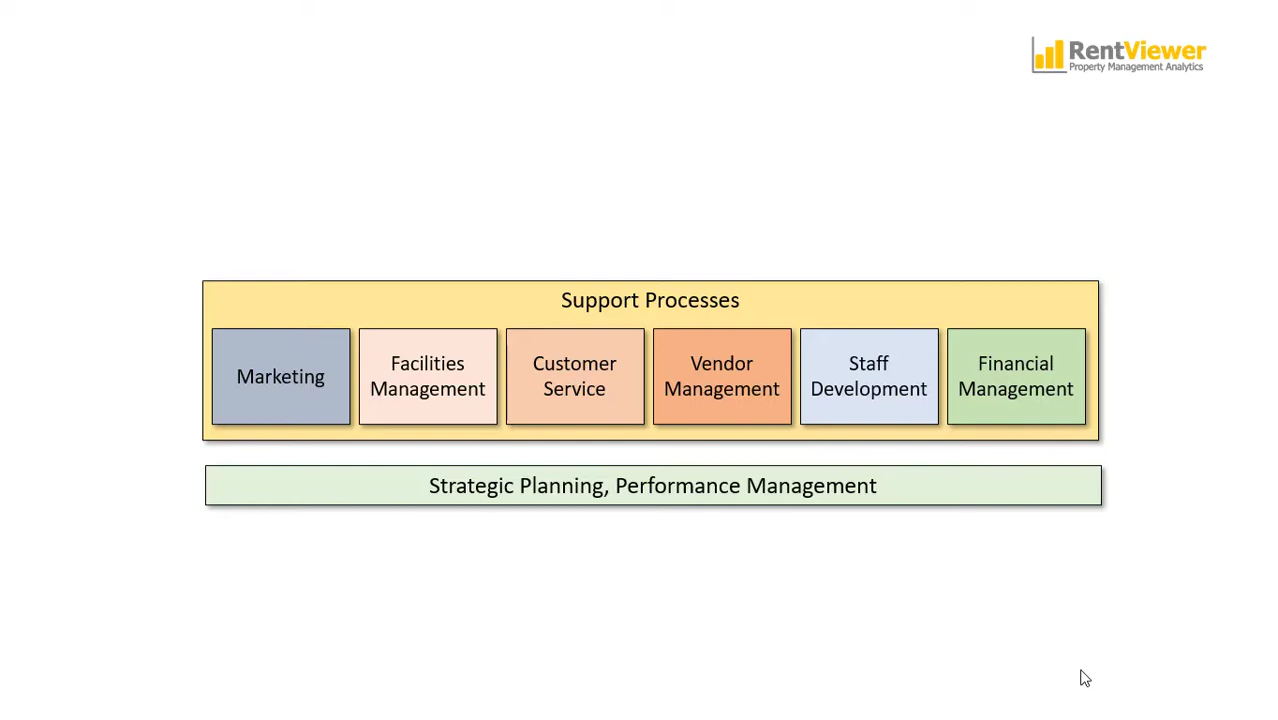 RentViewer
Property Management Analytics
Support Processes
Marketing
Facilities
Management
Customer
Service
Vendor
Management
Staff
Development
Financial
Management
Strategic Planning, Performance Management